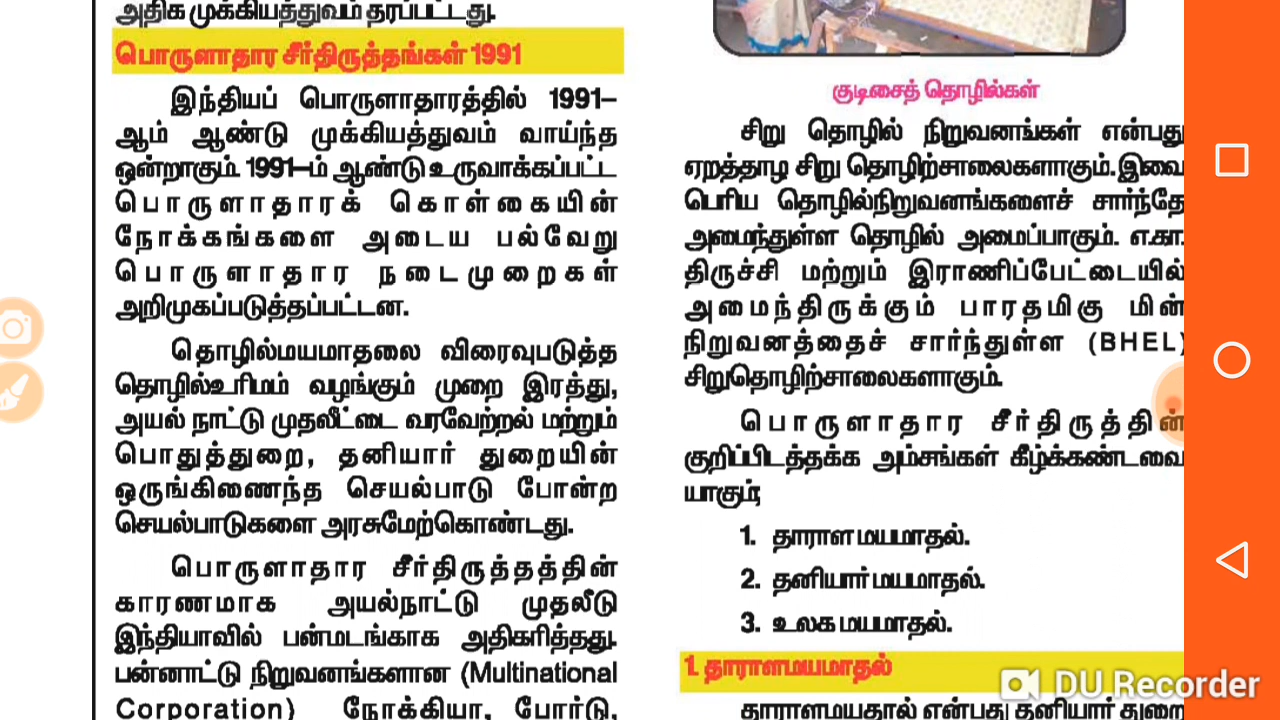 அதிக முக்கியத்துவம் தரப்பட்டது.
பொருளாதார சீர்திருத்தங்கள் 1991
இந்தியப் பொருளாதாரத்தில் 1991–
ஆம் ஆண்டு முக்கியத்துவம் வாய்ந்த
ஒன்றாகும். 1991–ம் ஆண்டு உருவாக்கப்பட்ட
பொருளாதாரக் கொள்கையின்
நோக்கங்களை அடைய பல்வேறு
பொருளாதார நடைமுறைகள்
அறிமுகப்படுத்தப்பட்டன.
தொழில்மயமாதலை விரைவுபடுத்த
தொழில்உரிமம் வழங்கும் முறை இரத்து,
அயல் நாட்டு முதலீட்டை வரவேற்றல் மற்றும்
பொதுத்துறை, தனியார் துறையின்
ஒருங்கிணைந்த செயல்பாடு போன்ற
செயல்பாடுகளை அரசுமேற்கொண்டது.
பொருளாதார சீர்திருத்தத்தின்
காரணமாக அயல்நாட்டு முதலீடு
இந்தியாவில் பன்மடங்காக அதிகரித்தது.
பன்னாட்டு நிறுவனங்களான (Multinational
Corporation) நோக்கியா, போர்டு,
குடிசைத் தொழில்கள்
சிறு தொழில் நிறுவனங்கள் என்பது
ஏறத்தாழ சிறு தொழிற்சாலைகளாகும். இவை
பெரிய தொழில்நிறுவனங்களைச் சார்ந்தே
அமைந்துள்ள தொழில் அமைப்பாகும். எ.கா.
திருச்சி மற்றும் இராணிப்பேட்டையில்
அமைந்திருக்கும் பாரதமிகு மின்
நிறுவனத்தைச் சார்ந்துள்ள (BHEL)
சிறுதொழிற்சாலைகளாகும்.
பொருளாதார சீர்திருத்தின்
குறிப்பிடத்தக்க அம்சங்கள் கீழ்க்கண்டவை
யாகும்;
1. தாராளமயமாதல்.
2. தனியார்மயமாதல்.
3. உலகமயமாதல்.
1. தாராளமயமாதல்
தாராளமயதால் என்பது தனியார் துறை
DU Recorder